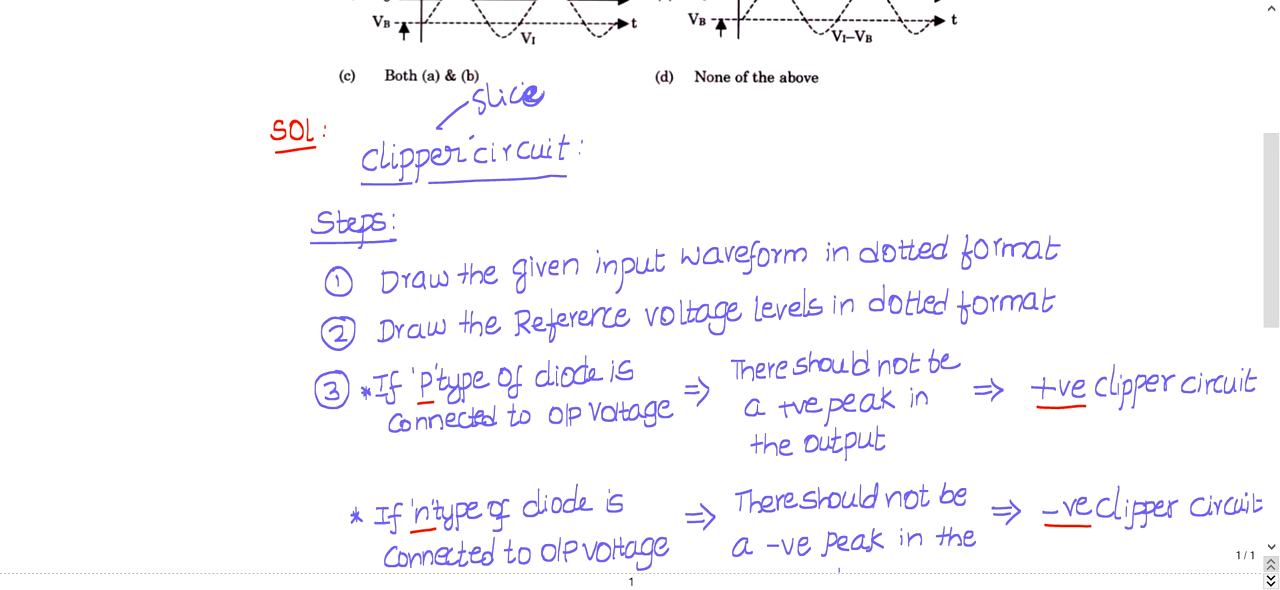 VB t VB t
VI VI–VB
(c) Both (a) & (b) (d) None of the above
slice
SOL:
Clipper circuit:
Steps:
① Draw the given input waveform in dotted format
② Draw the Reference voltage levels in dotted format
③ * If 'p'type of diode is connected to O/P voltage ⇒ There should not be a +ve peak in the output ⇒ +ve clipper circuit
* If 'n'type of diode is connected to O/P voltage ⇒ There should not be a -ve peak in the ⇒ -ve clipper circuit
1 / 1
1